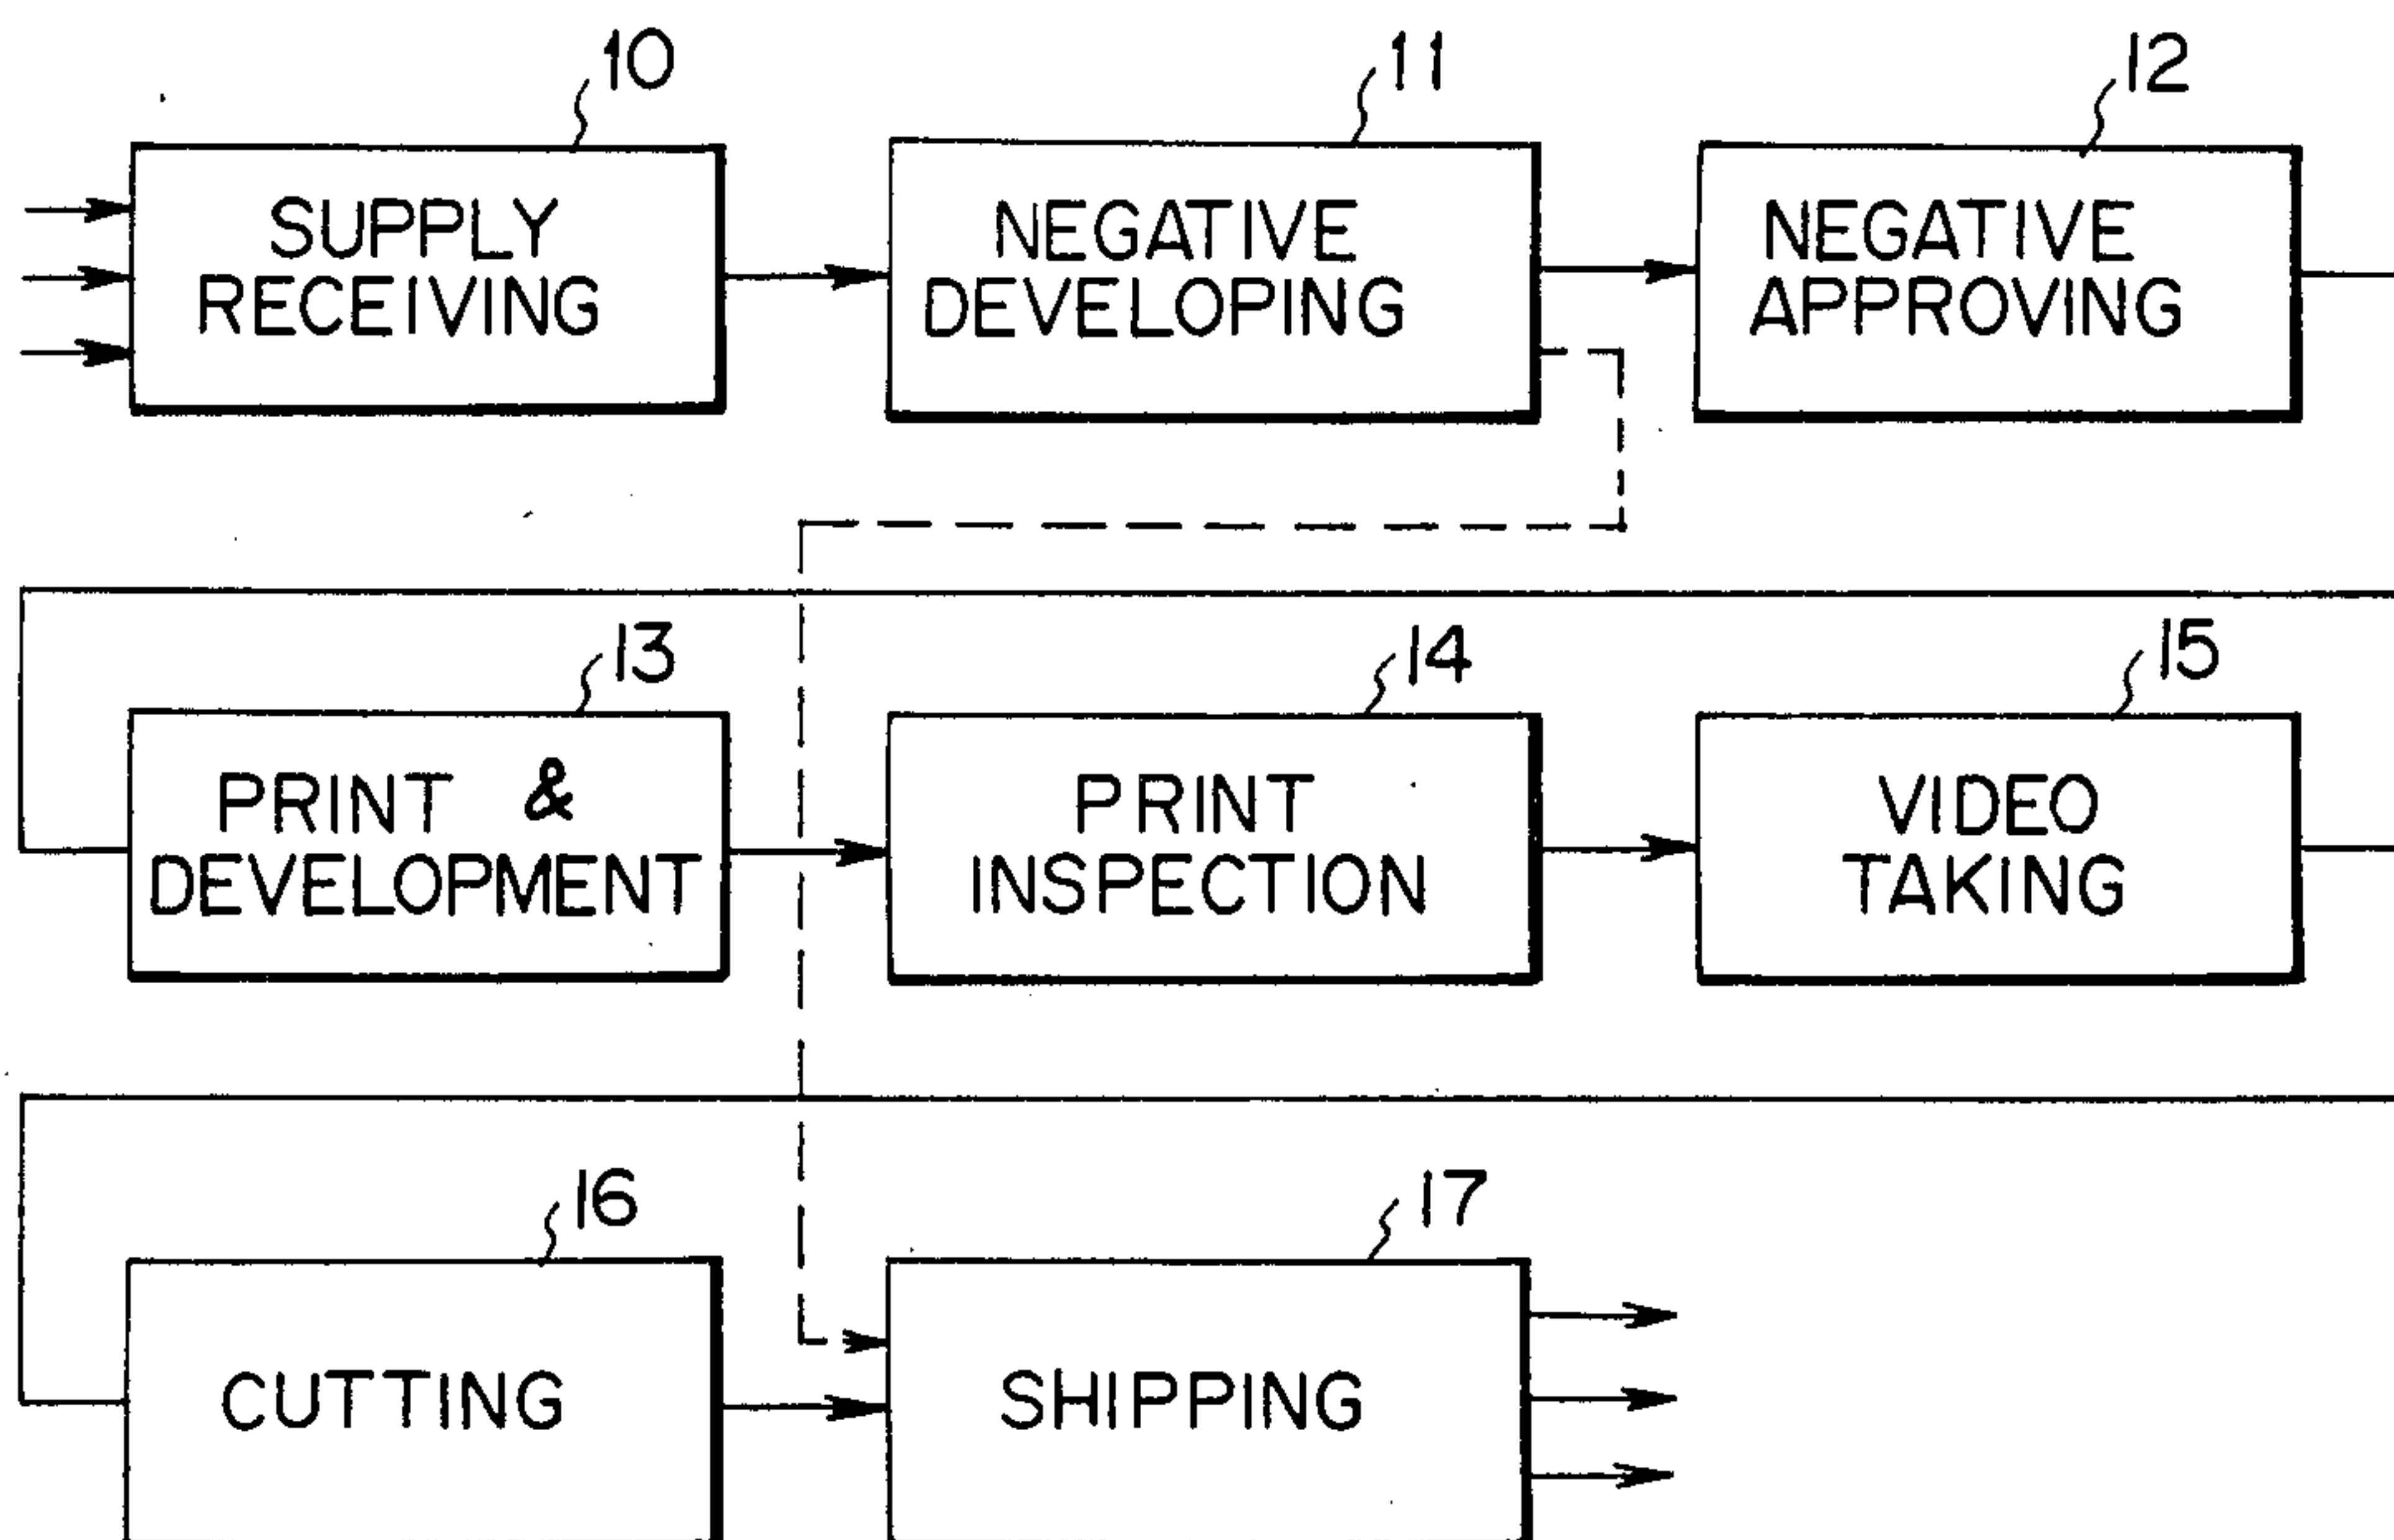 10
11
12
SUPPLY
RECEIVING
NEGATIVE
DEVELOPING
NEGATIVE
APPROVING
13
14
15
PRINT &
DEVELOPMENT
PRINT
INSPECTION
VIDEO
TAKING
16
17
CUTTING
SHIPPING